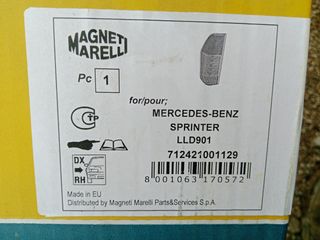 MAGNETI
MARELLI
Pc 1
for/pour;
MERCEDES-BENZ
SPRINTER
LLD901
712421001129
CTP
DX
RH
8 001063 170572
Made in EU
Distributed by Magneti Marelli Parts&Services S.p.A.